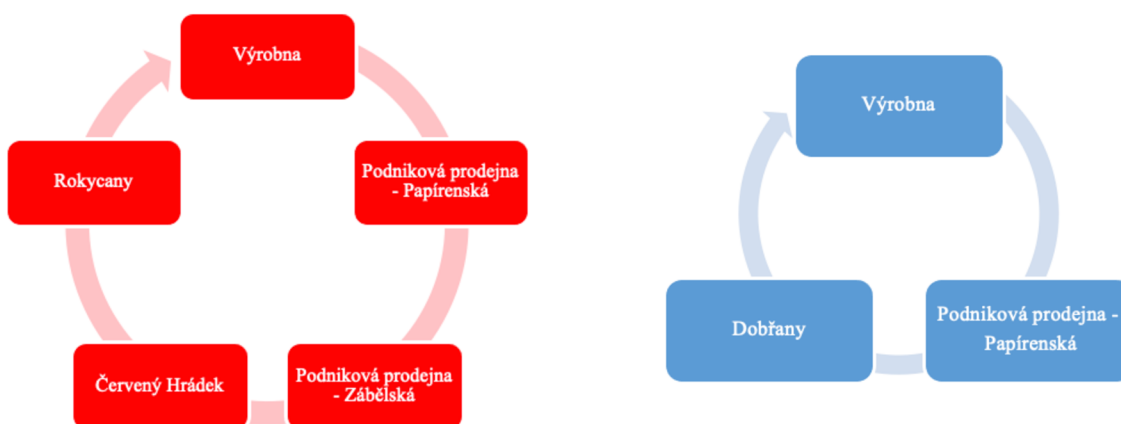 Výrobna
Podniková prodejna
- Papírenská
Podniková prodejna
- Zábělská
Červený Hrádek
Rokycany
Výrobna
Podniková prodejna -
Papírenská
Dobřany